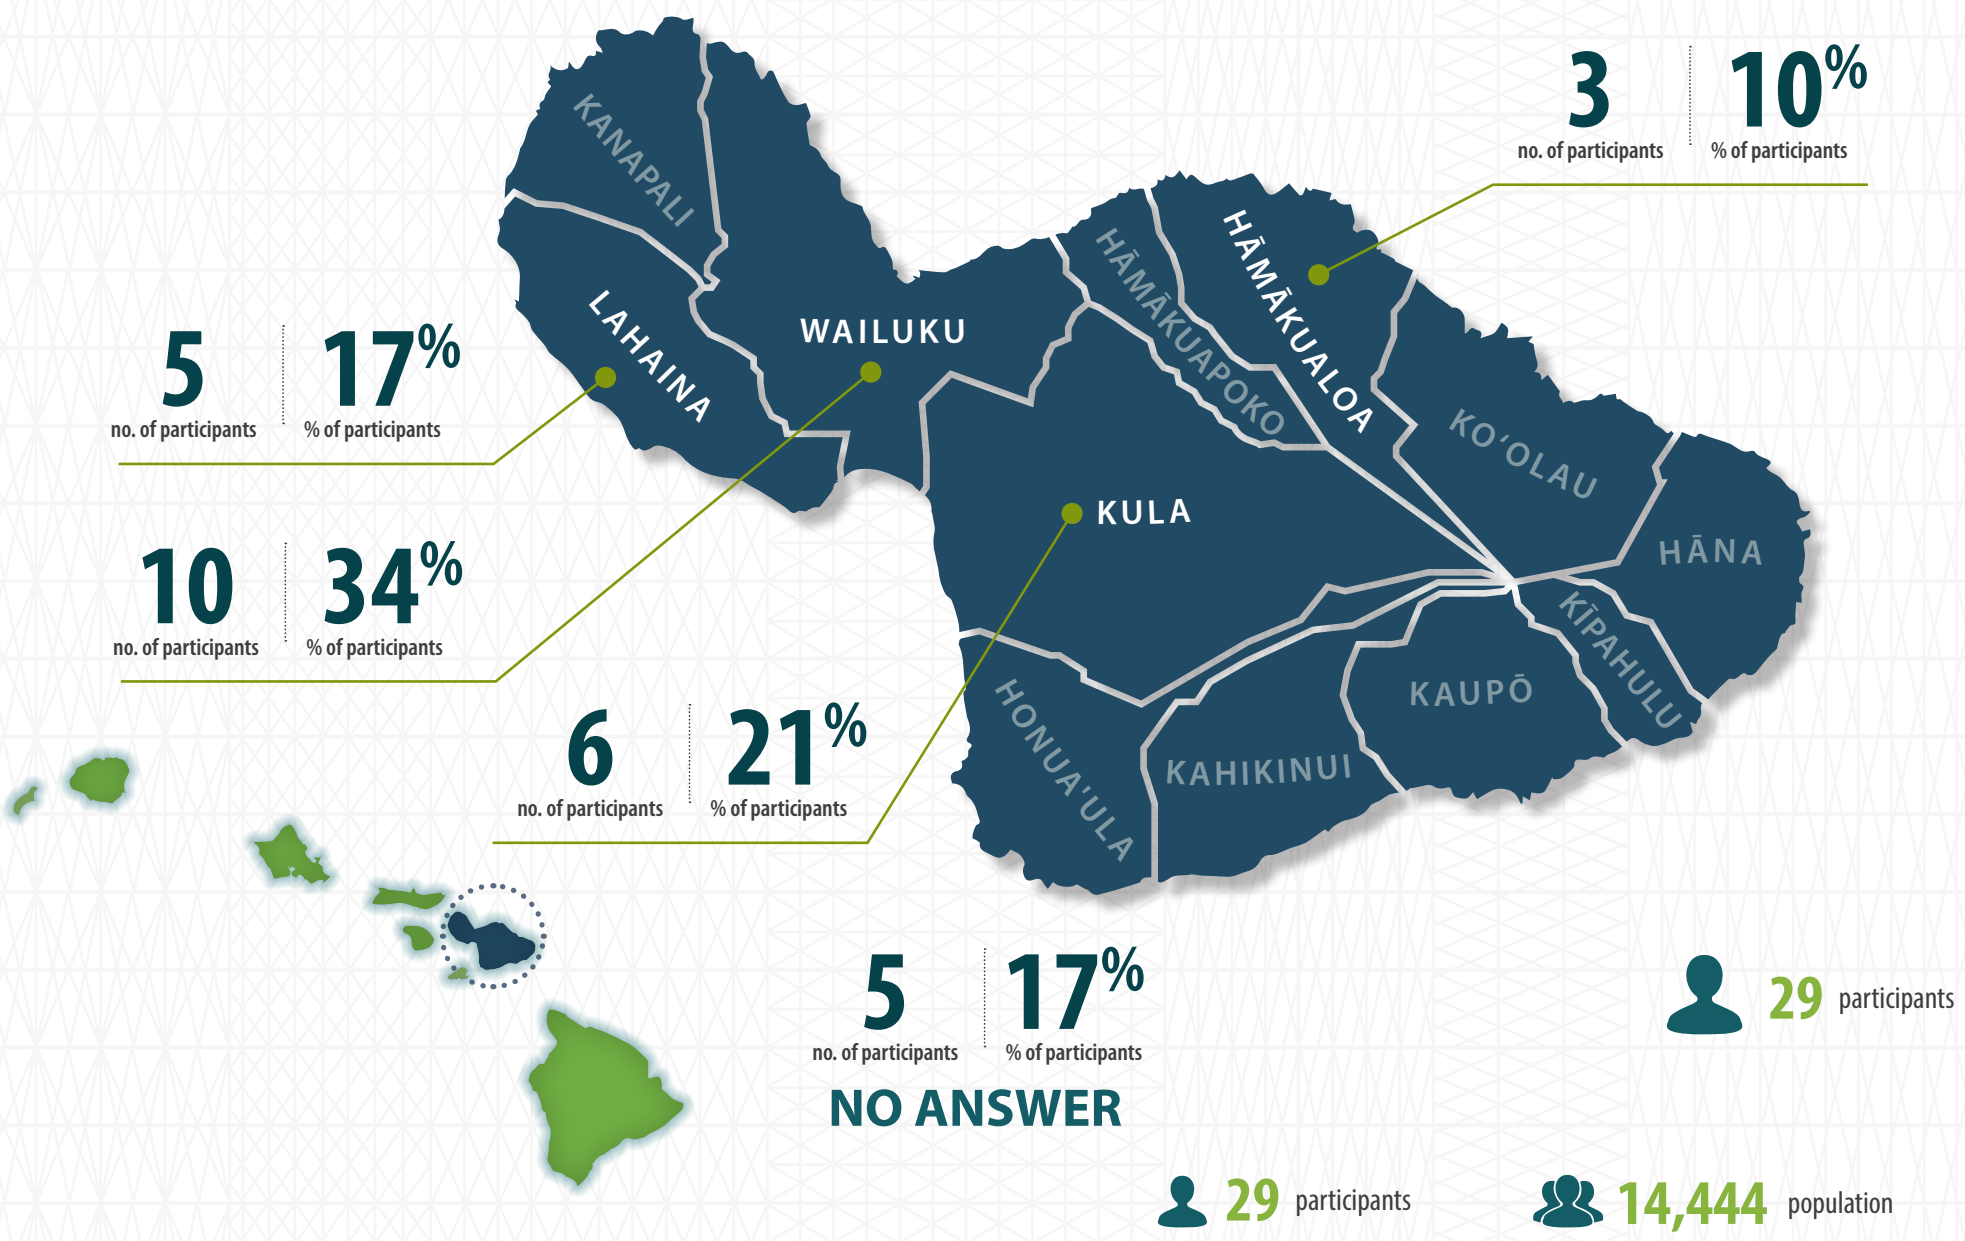 3
10%
no. of participants
% of participants
KANAPALI
LAHAINA
WAILUKU
HĀMĀKUAPOKO
HĀMĀKUALOA
KO‘OLAU
HĀNA
KĪPAHULU
KAUPŌ
KAHIKINUI
HONUA'ULA
KULA
5
17%
no. of participants
% of participants
10
34%
no. of participants
% of participants
6
21%
no. of participants
% of participants
5
17%
no. of participants
% of participants
NO ANSWER
29 participants
29 participants
14,444 population